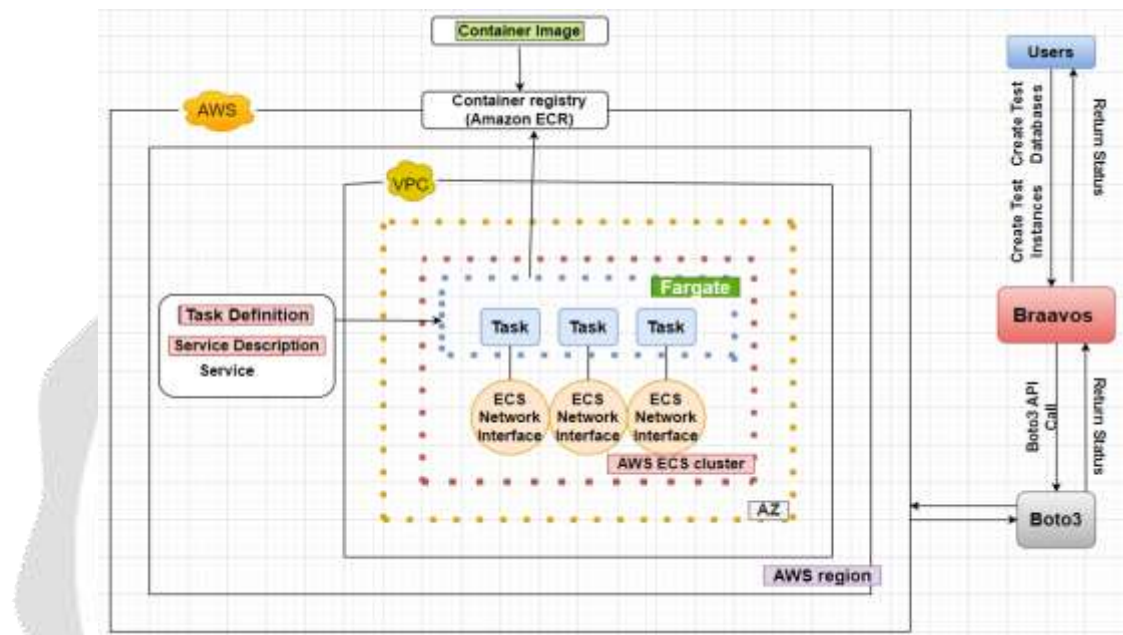 Container Image
Users
Container registry
(Amazon ECR)
AWS
Create Test
Databases
Return Status
VPC
Create Test
Instances
Fargate
Task Definition
Service Description
Service
Task
Task
Task
Braavos
ECS
Network
Interface
ECS
Network
Interface
ECS
Network
Interface
Boto3 API
Call
Return Status
AWS ECS cluster
AZ
Boto3
AWS region